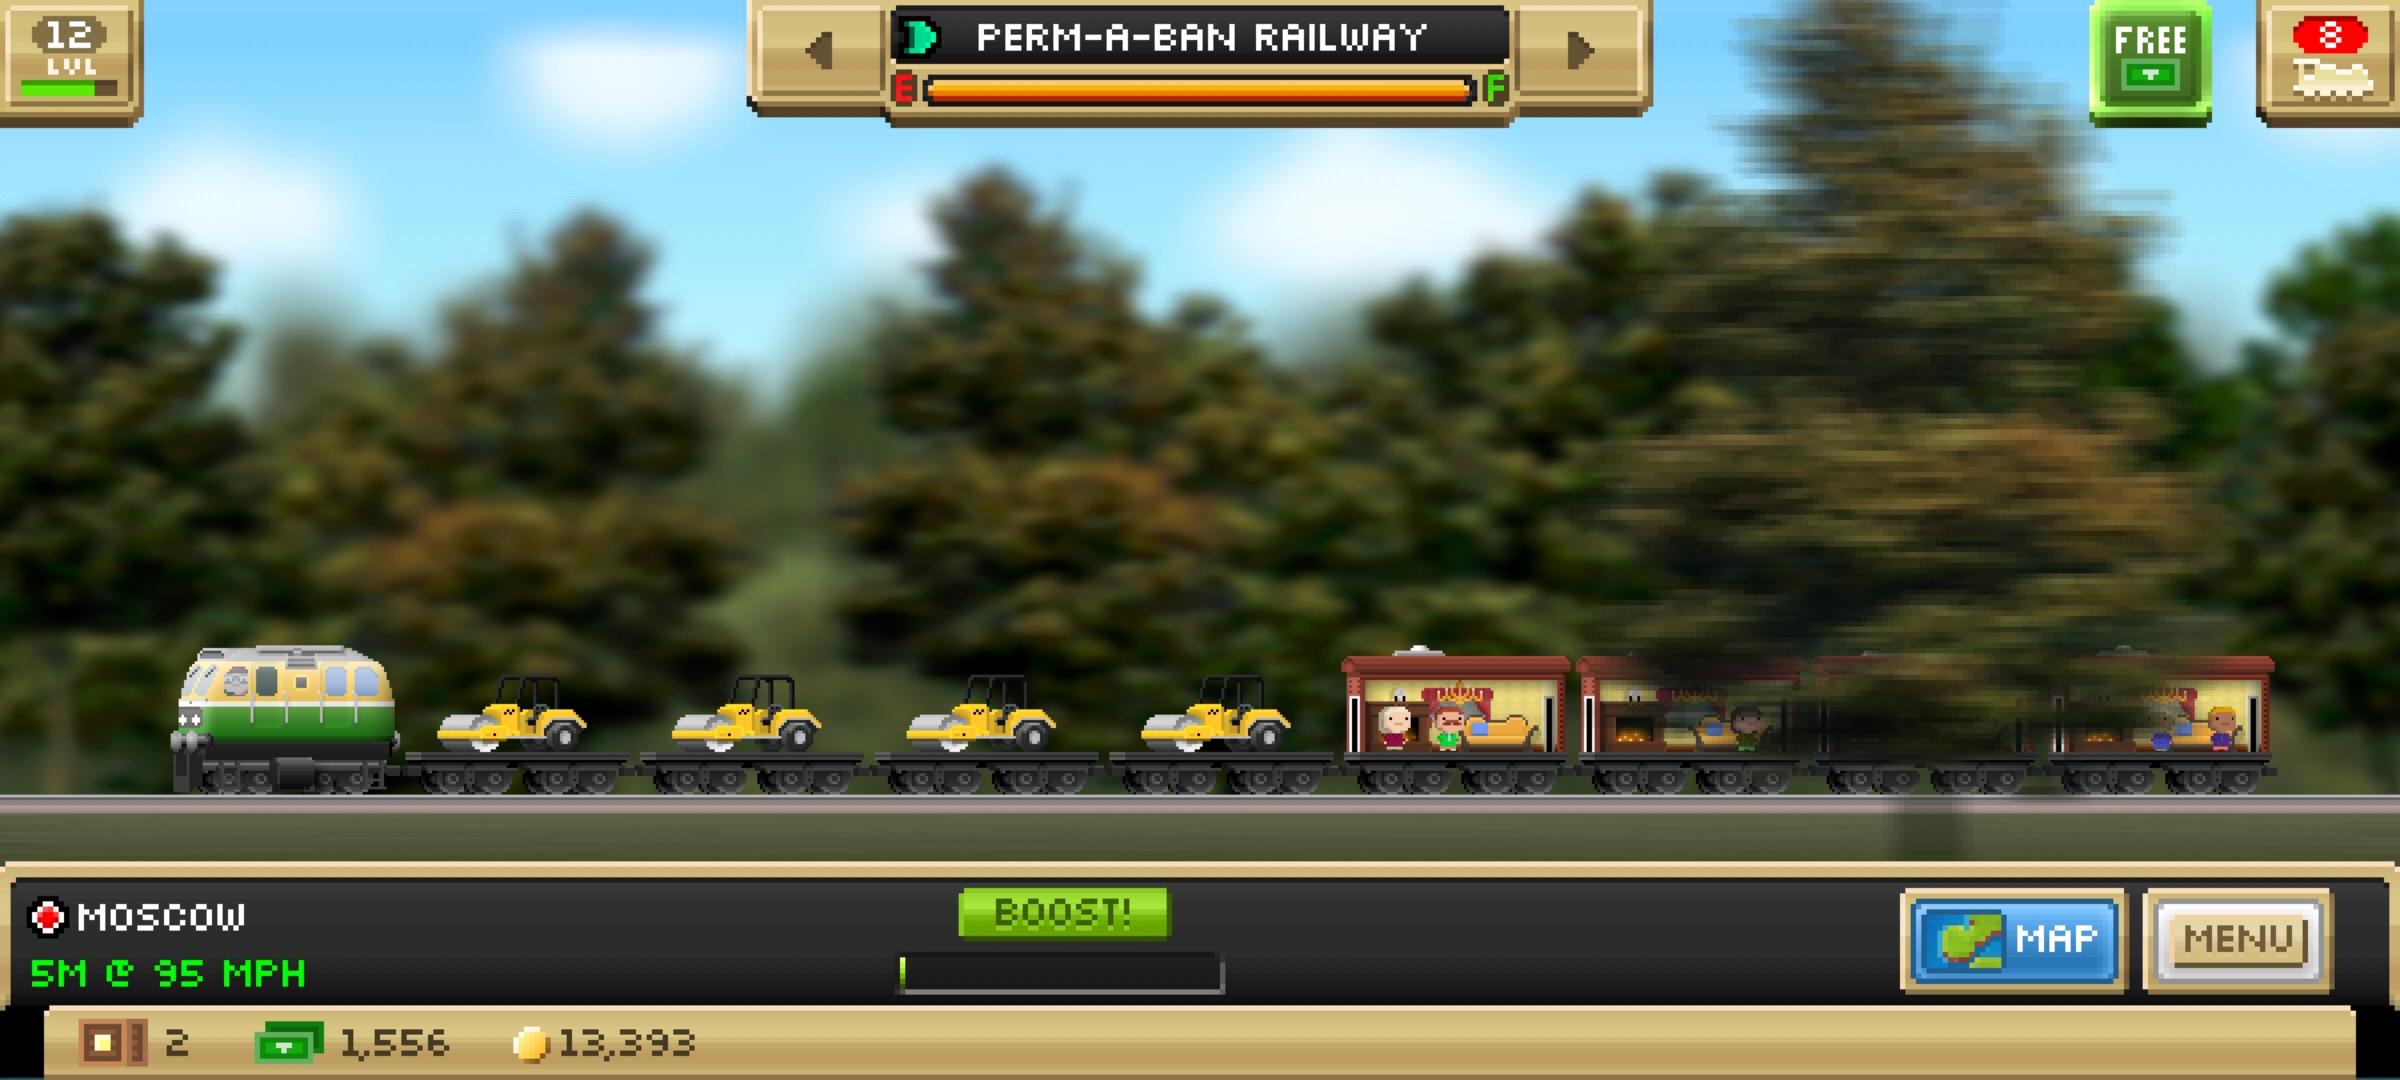 12
LVL
PERM-A-BAN RAILWAY
E F
FREE
8
MOSCOW
5M @ 95 MPH
BOOST!
MAP
MENU
2
1,556
13,393